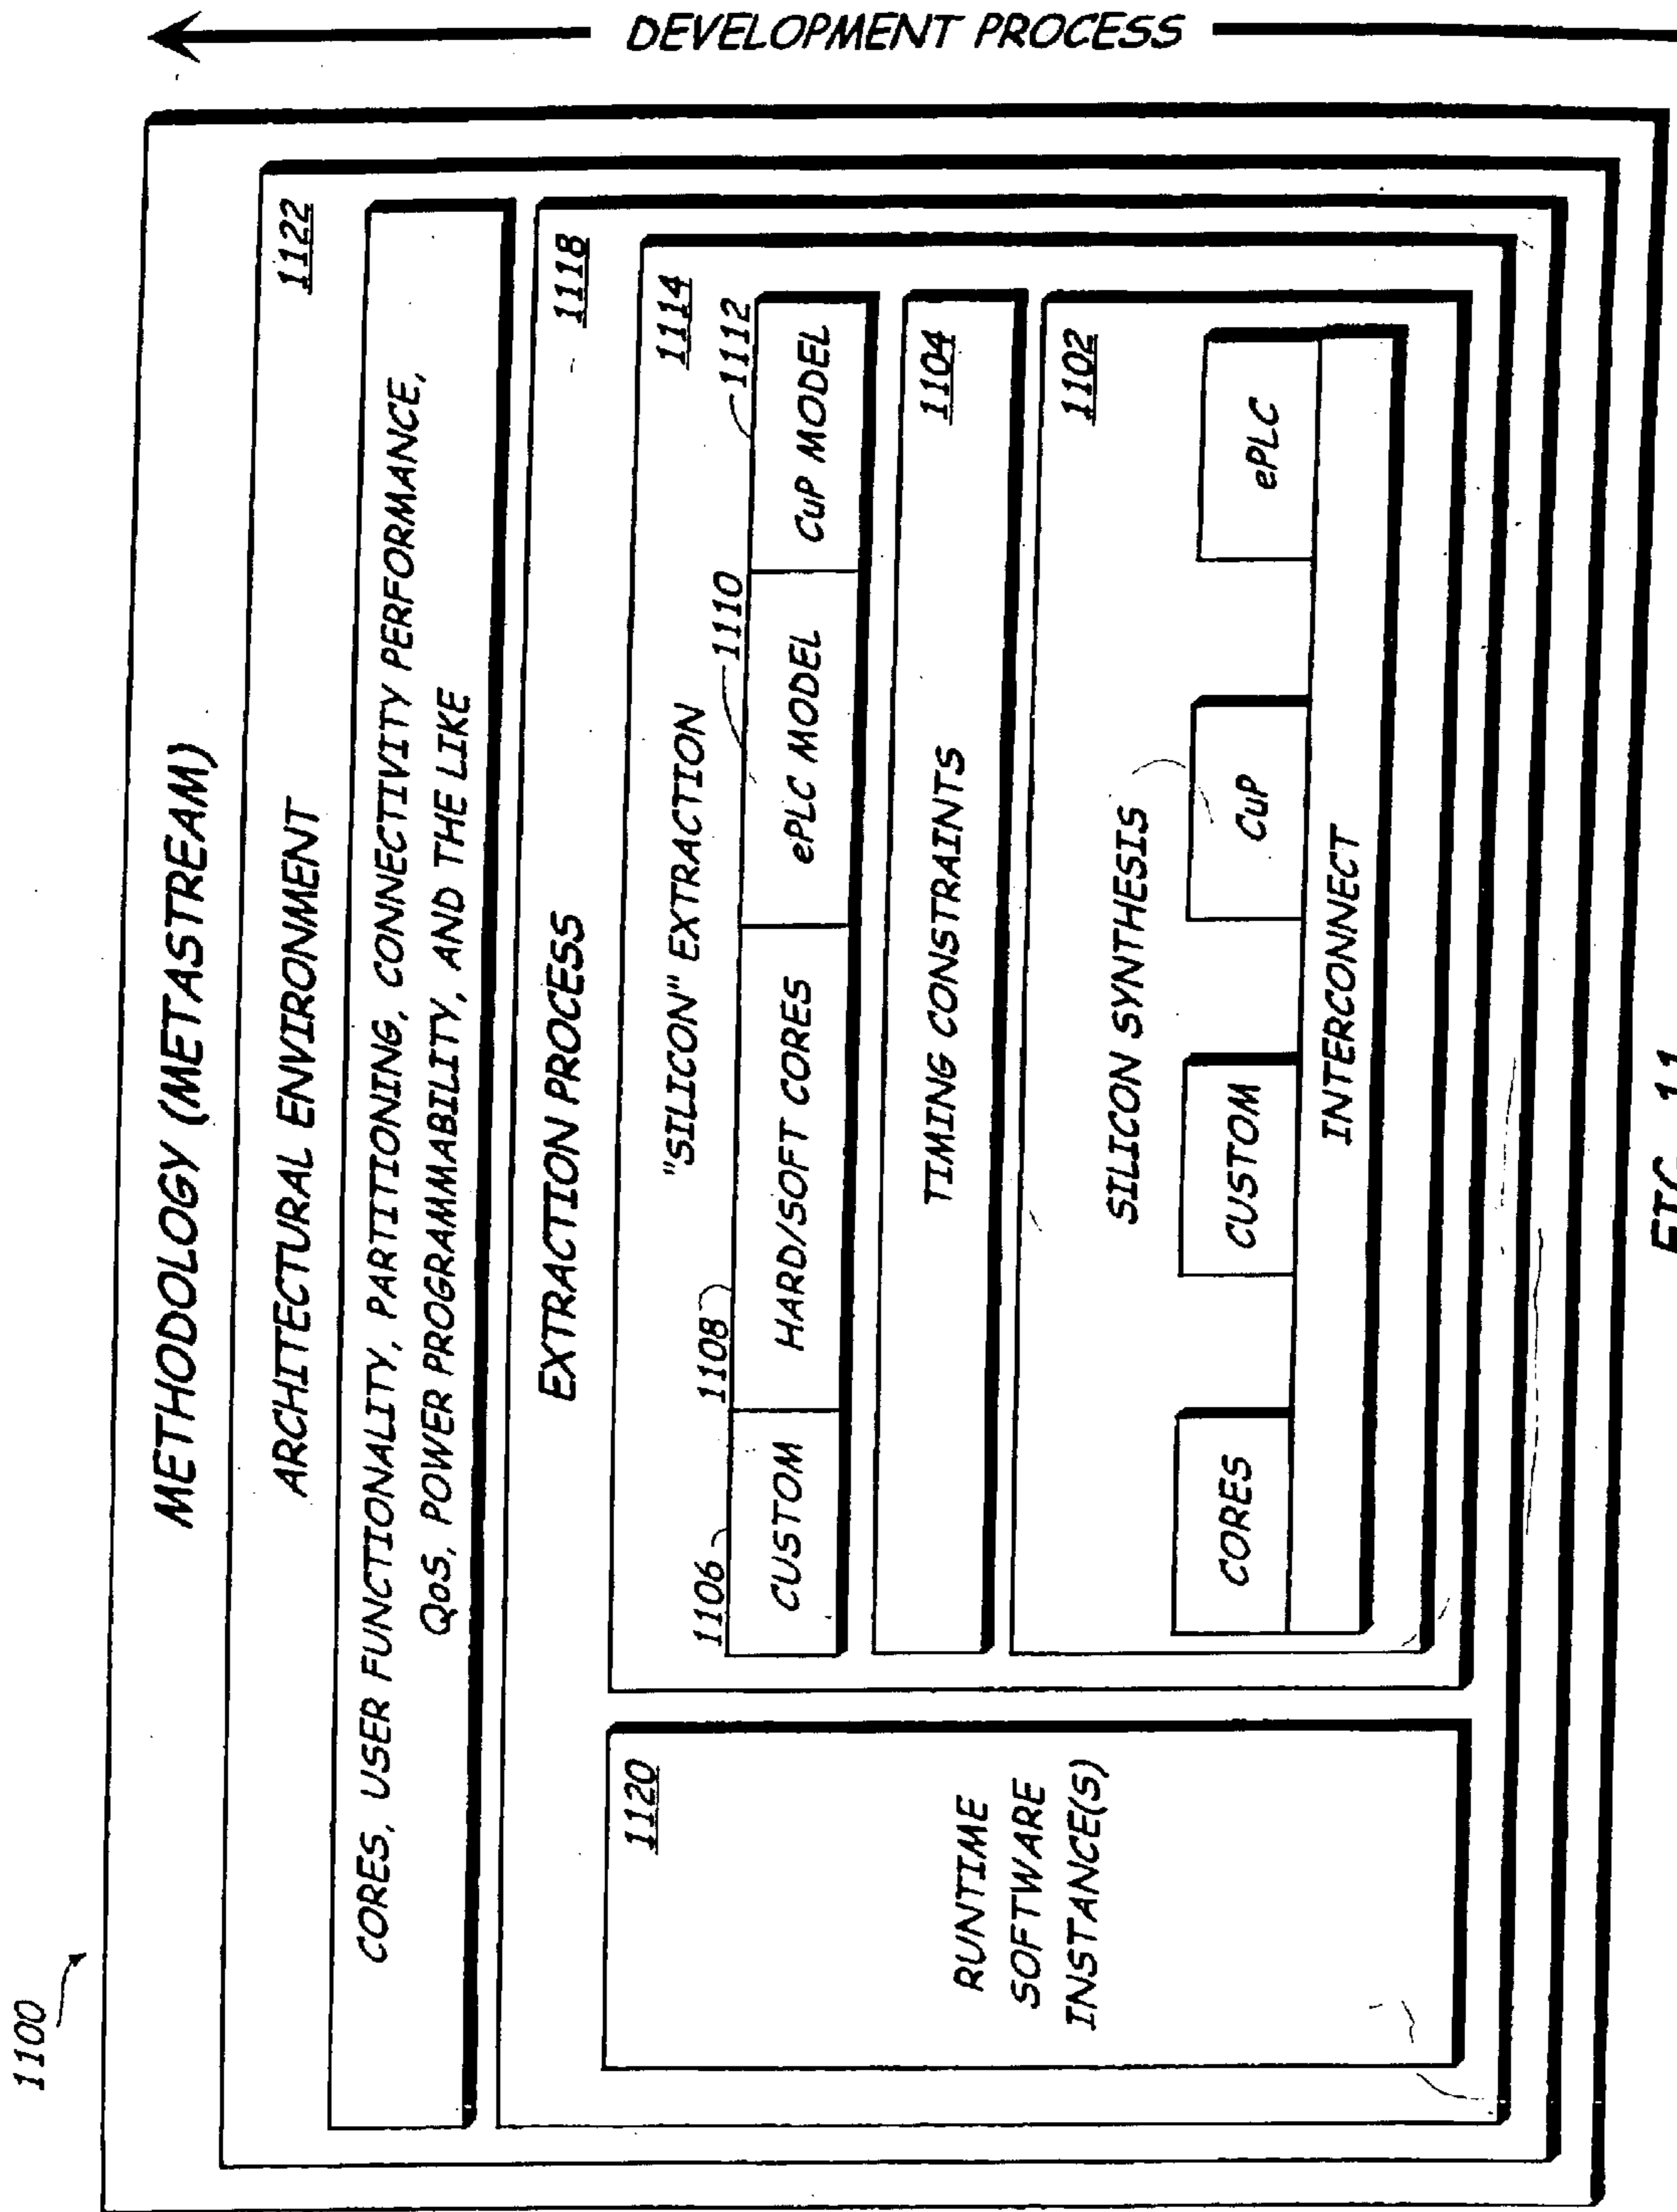 1100
DEVELOPMENT PROCESS
METHODOLOGY (METASTREAM)
ARCHITECTURAL ENVIRONMENT
1122
CORES, USER FUNCTIONALITY, PARTITIONING, CONNECTIVITY PERFORMANCE,
QoS, POWER PROGRAMMABILITY, AND THE LIKE
EXTRACTION PROCESS
1118
1120
RUNTIME
SOFTWARE
INSTANCE(S)
"SILICON" EXTRACTION
1114
1106
1108
1110
1112
CUSTOM
HARD/SOFT CORES
ePLC MODEL
CuP MODEL
TIMING CONSTRAINTS
1104
SILICON SYNTHESIS
1102
CORES
CUSTOM
CuP
ePLC
INTERCONNECT
FIG. 11